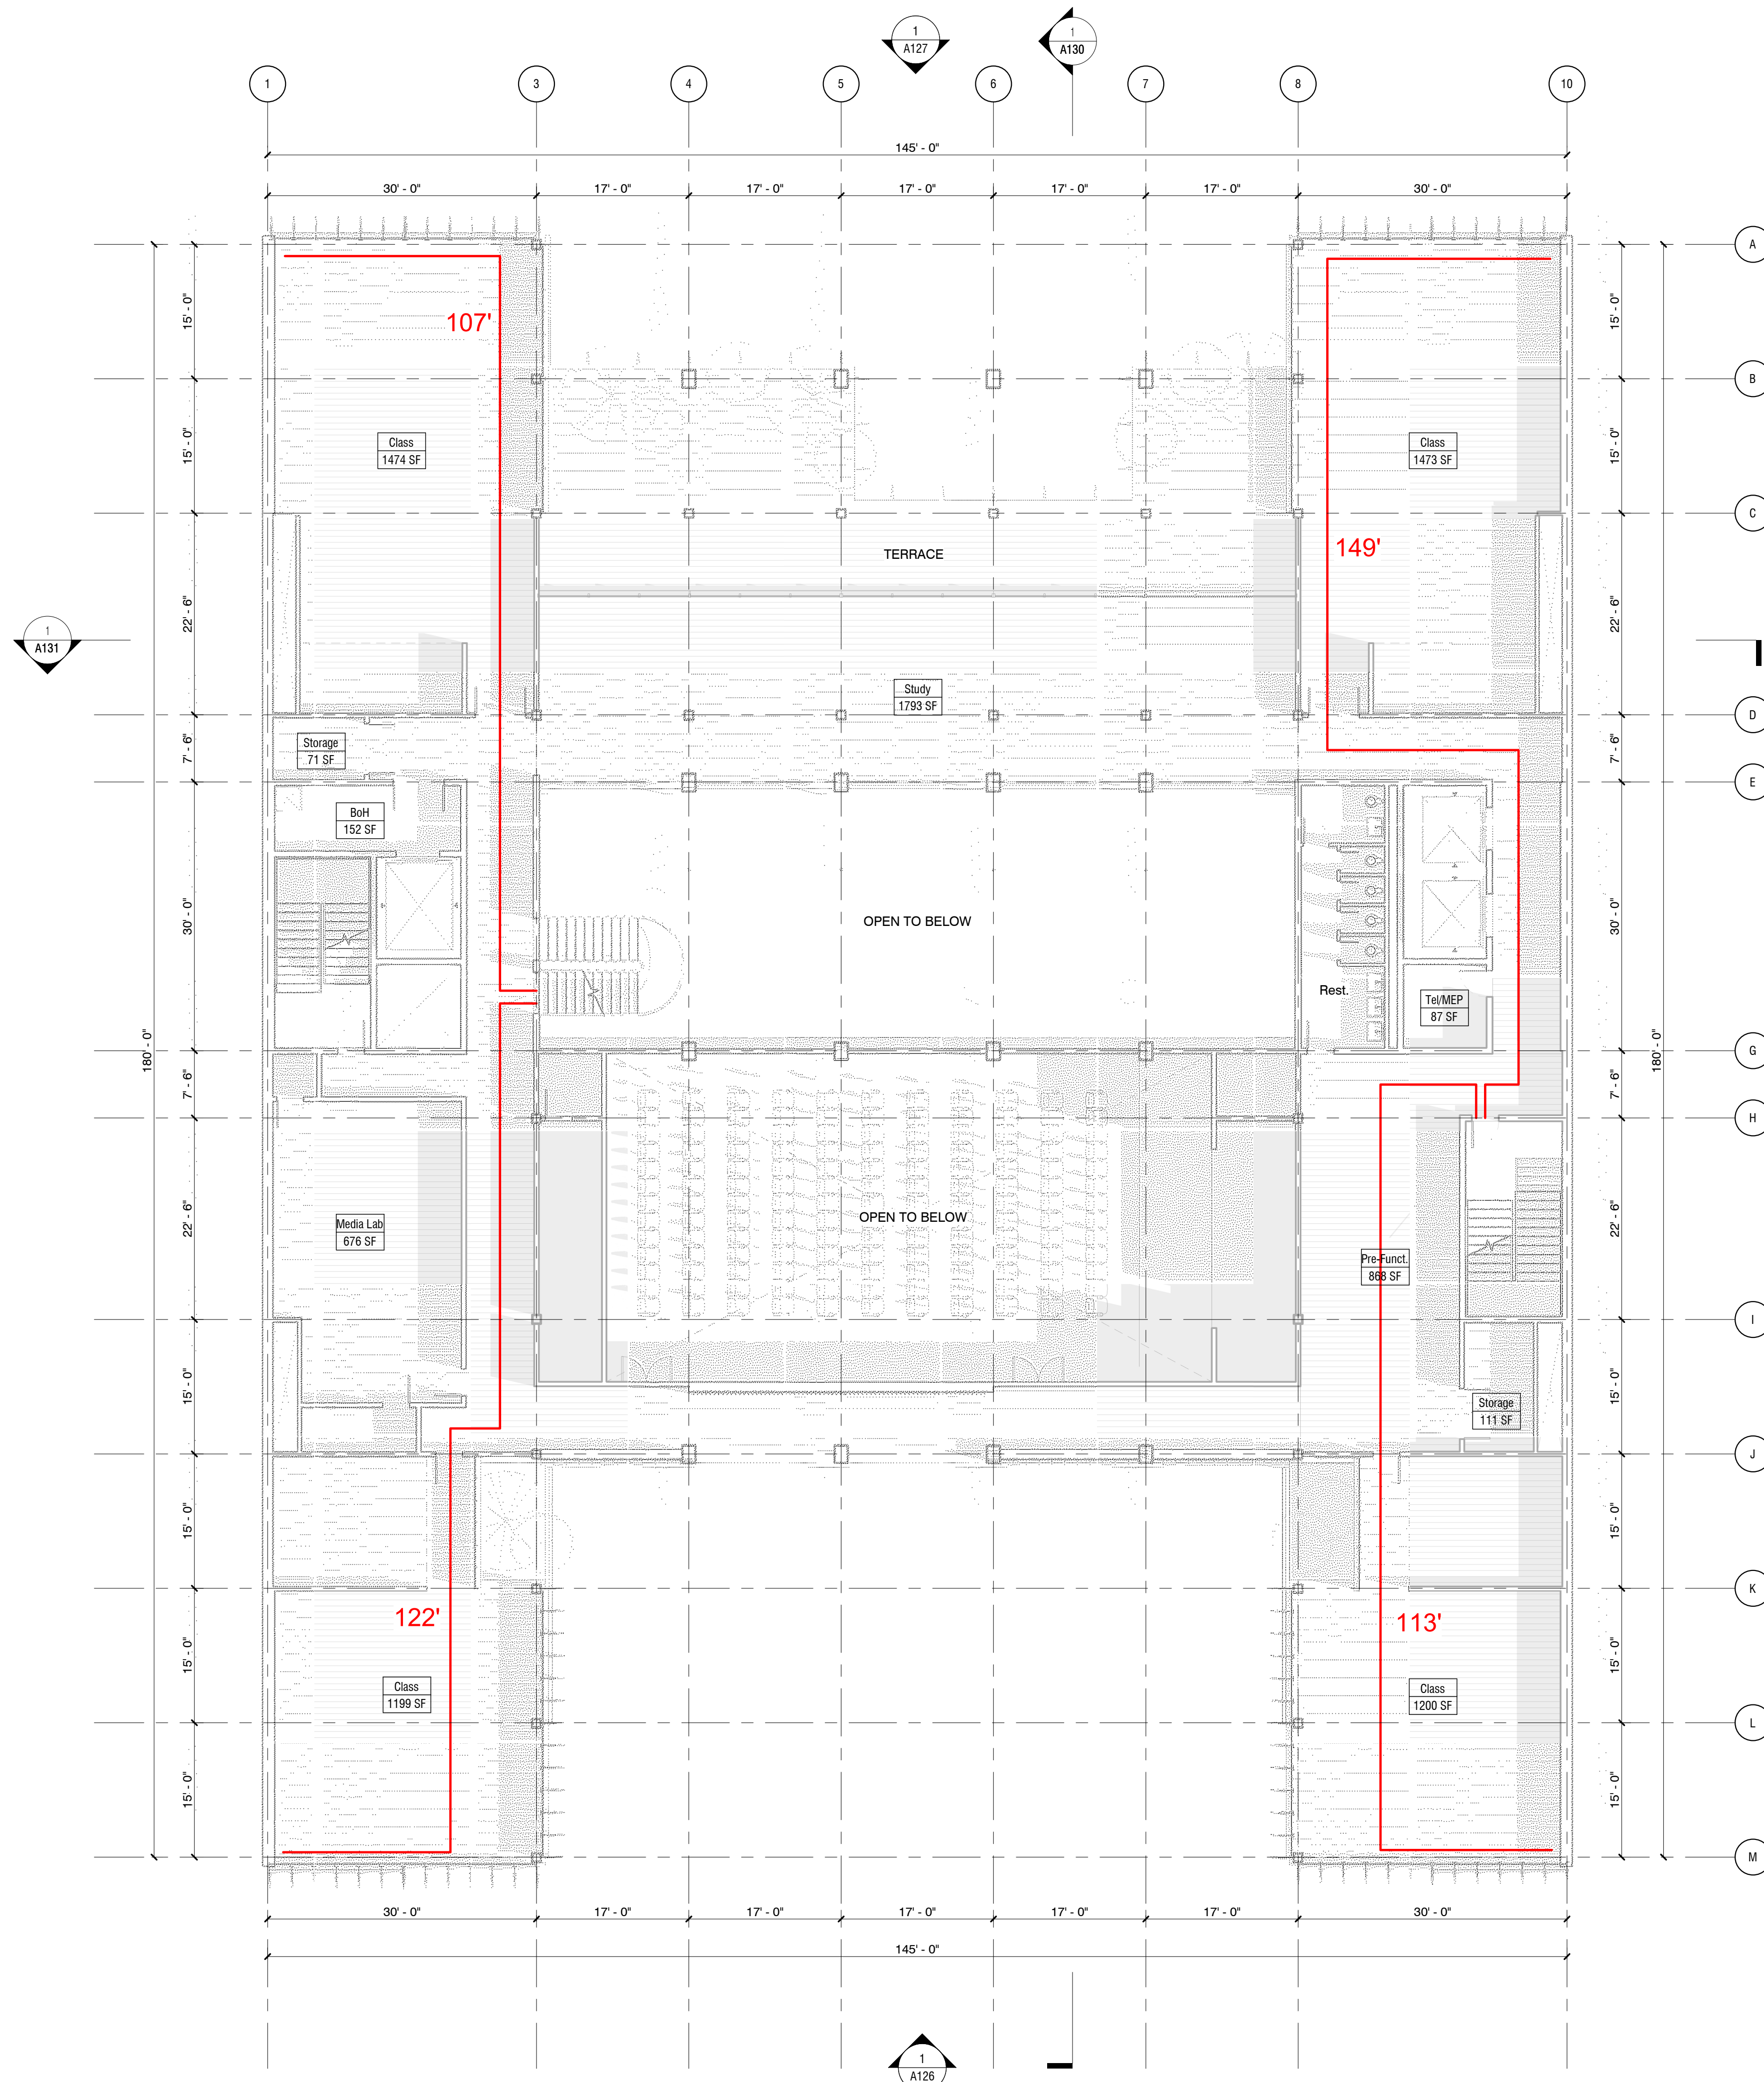 1
A127
1
A130
1
3
4
5
6
7
8
10
145' - 0"
30' - 0"
17' - 0"
17' - 0"
17' - 0"
17' - 0"
17' - 0"
30' - 0"
A
15' - 0"
15' - 0"
107'
B
15' - 0"
Class
1474 SF
Class
1473 SF
15' - 0"
C
149'
TERRACE
22' - 6"
22' - 6"
1
A131
Study
1793 SF
D
7' - 6"
Storage
71 SF
7' - 6"
E
BoH
152 SF
30' - 0"
OPEN TO BELOW
30' - 0"
Rest.
Tel/MEP
87 SF
180' - 0"
180' - 0"
G
7' - 6"
7' - 6"
H
22' - 6"
Media Lab
676 SF
OPEN TO BELOW
22' - 6"
Pre-Funct.
868 SF
I
15' - 0"
15' - 0"
Storage
111 SF
J
15' - 0"
15' - 0"
K
122'
113'
15' - 0"
15' - 0"
Class
1199 SF
Class
1200 SF
L
15' - 0"
15' - 0"
M
30' - 0"
17' - 0"
17' - 0"
17' - 0"
17' - 0"
17' - 0"
30' - 0"
145' - 0"
1
A126